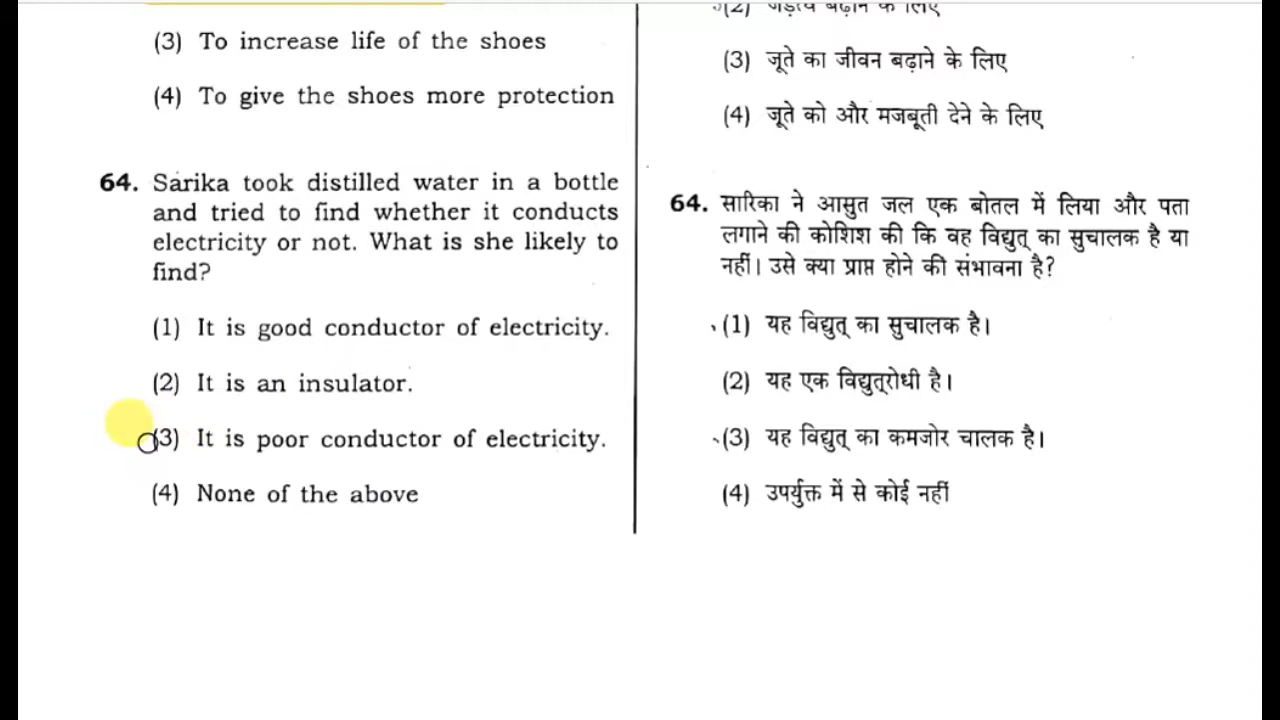 (3) To increase life of the shoes
(4) To give the shoes more protection
64. Sarika took distilled water in a bottle
and tried to find whether it conducts
electricity or not. What is she likely to
find?
(1) It is good conductor of electricity.
(2) It is an insulator.
(3) It is poor conductor of electricity.
(4) None of the above
(2) जड़त्व बढ़ाने के लिए
(3) जूते का जीवन बढ़ाने के लिए
(4) जूते को और मजबूती देने के लिए
64. सारिका ने आसुत जल एक बोतल में लिया और पता
लगाने की कोशिश की कि वह विद्युत् का सुचालक है या
नहीं। उसे क्या प्राप्त होने की संभावना है?
(1) यह विद्युत् का सुचालक है।
(2) यह एक विद्युत्‌रोधी है।
(3) यह विद्युत् का कमजोर चालक है।
(4) उपर्युक्त में से कोई नहीं